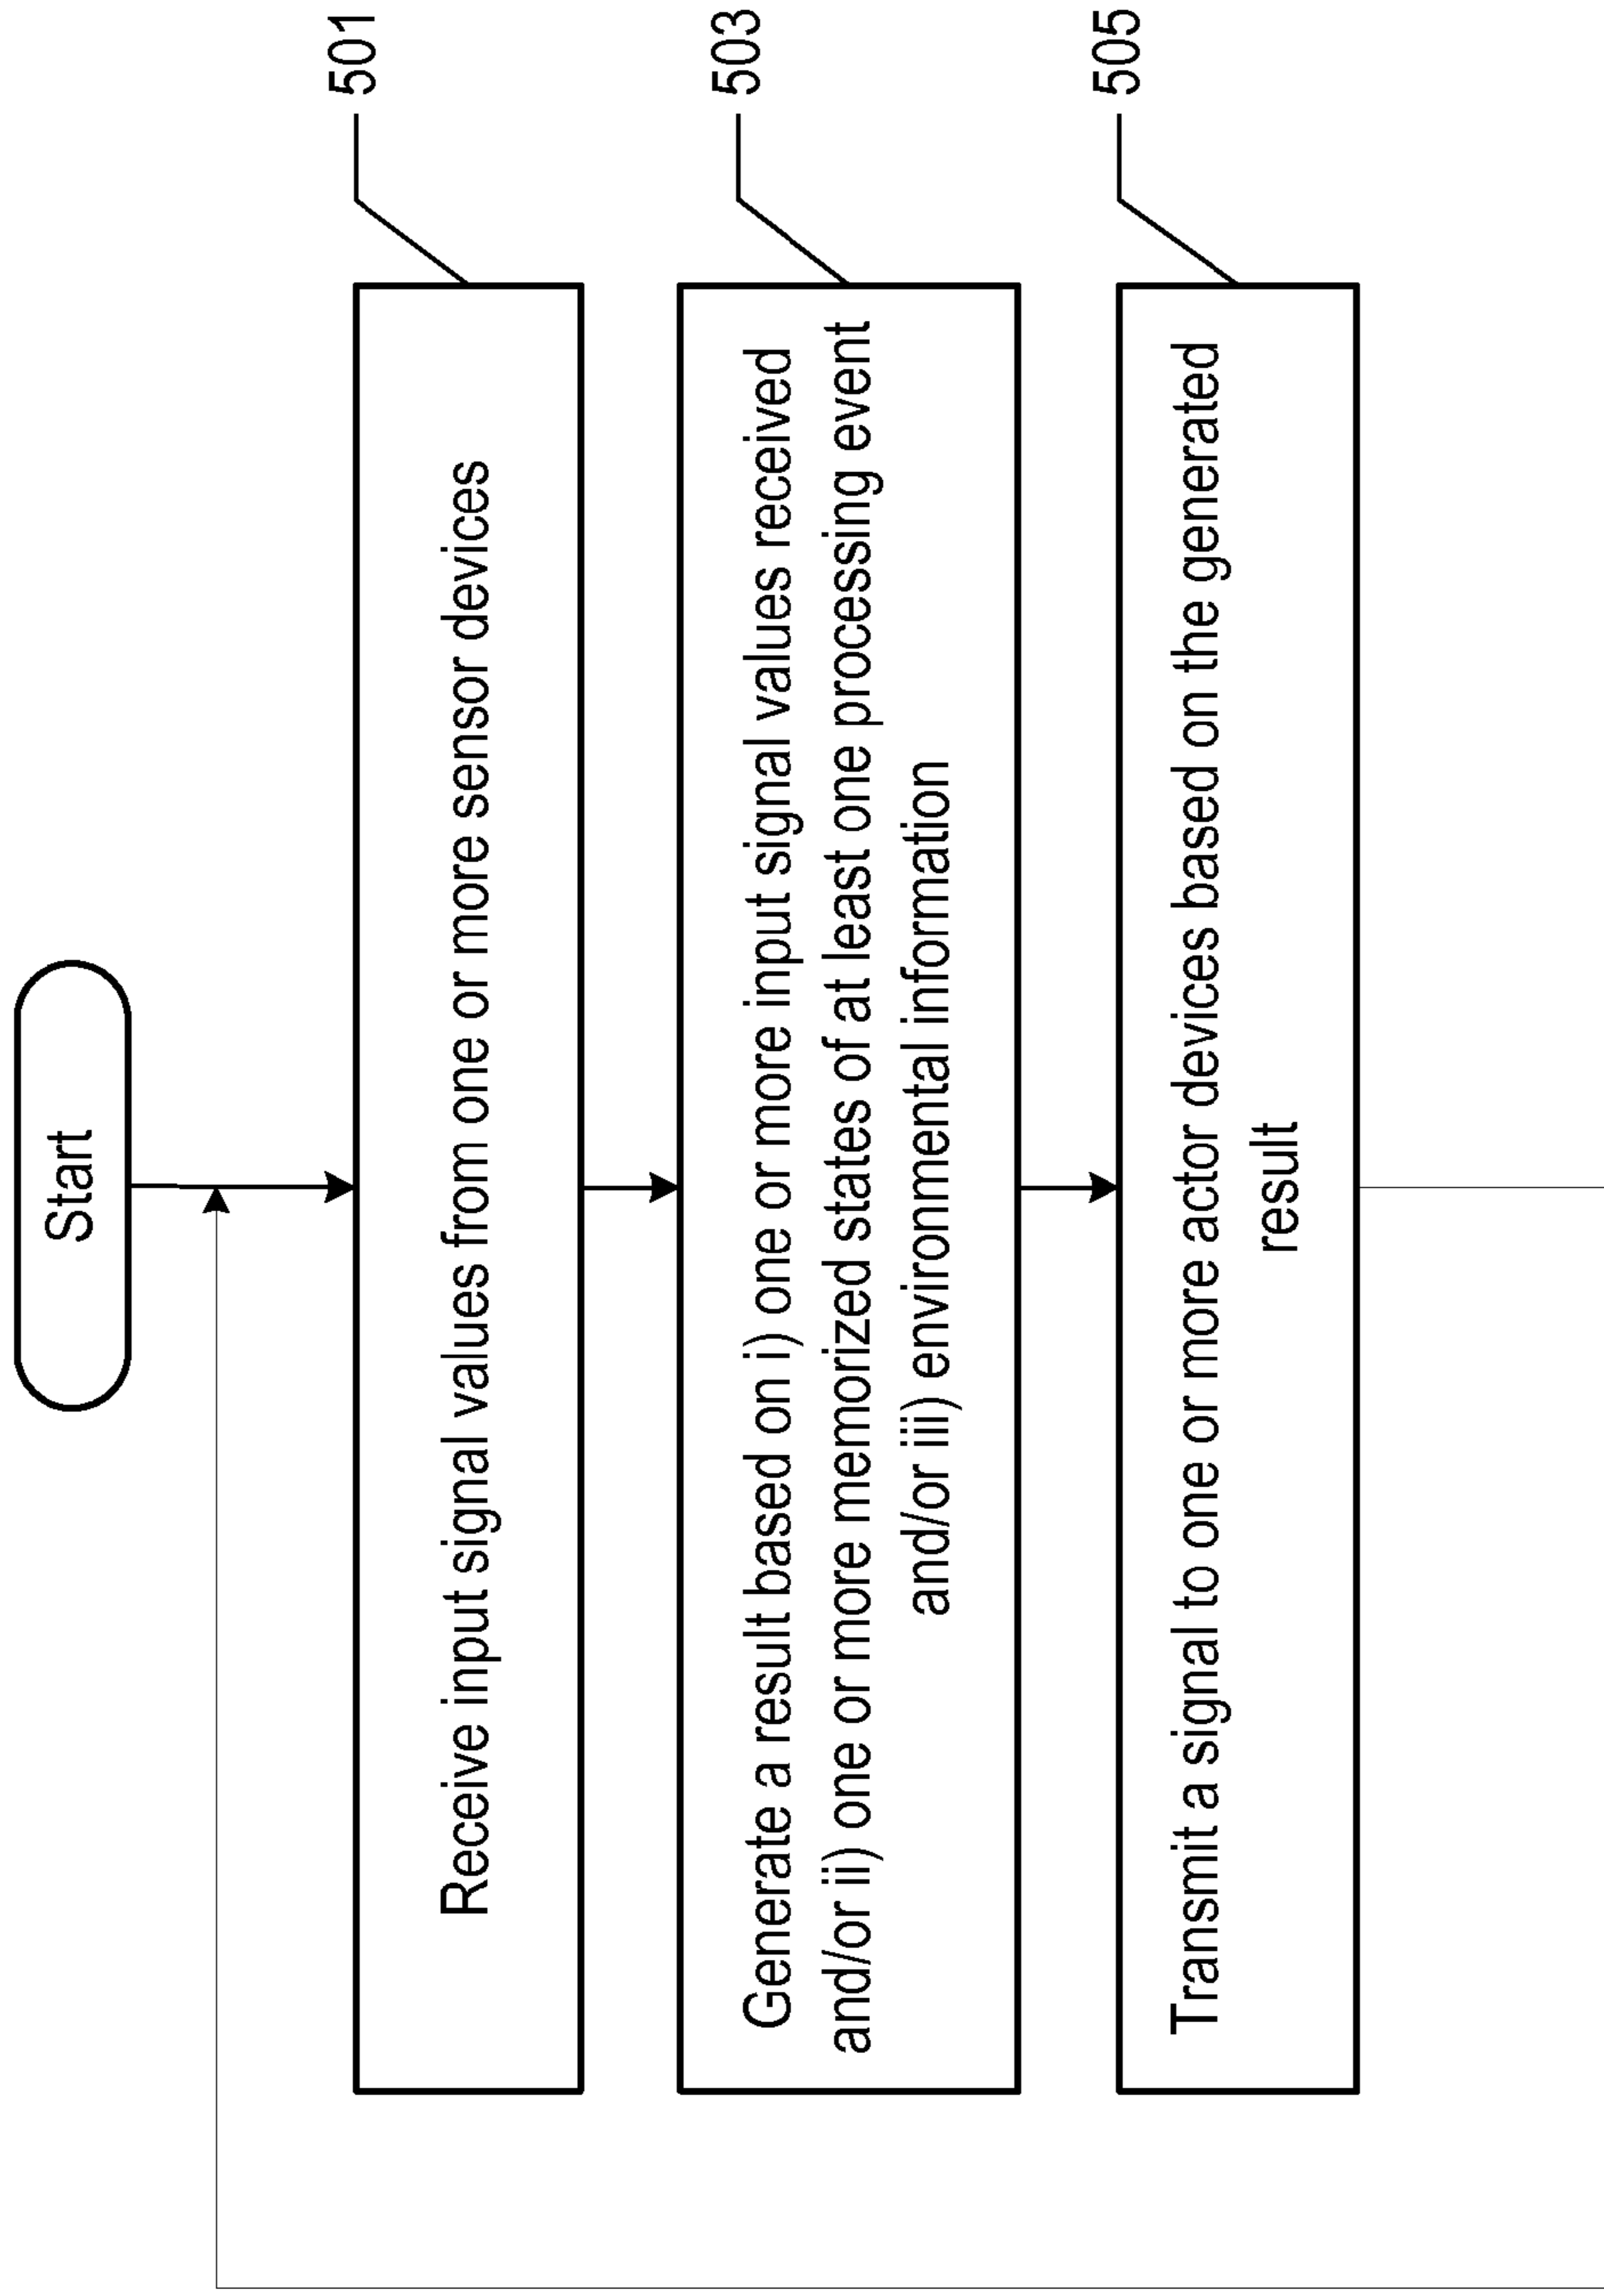 Start
Receive input signal values from one or more sensor devices
501
Generate a result based on i) one or more input signal values received
and/or ii) one or more memorized states of at least one processing event
and/or iii) environmental information
503
Transmit a signal to one or more actor devices based on the generated
result
505